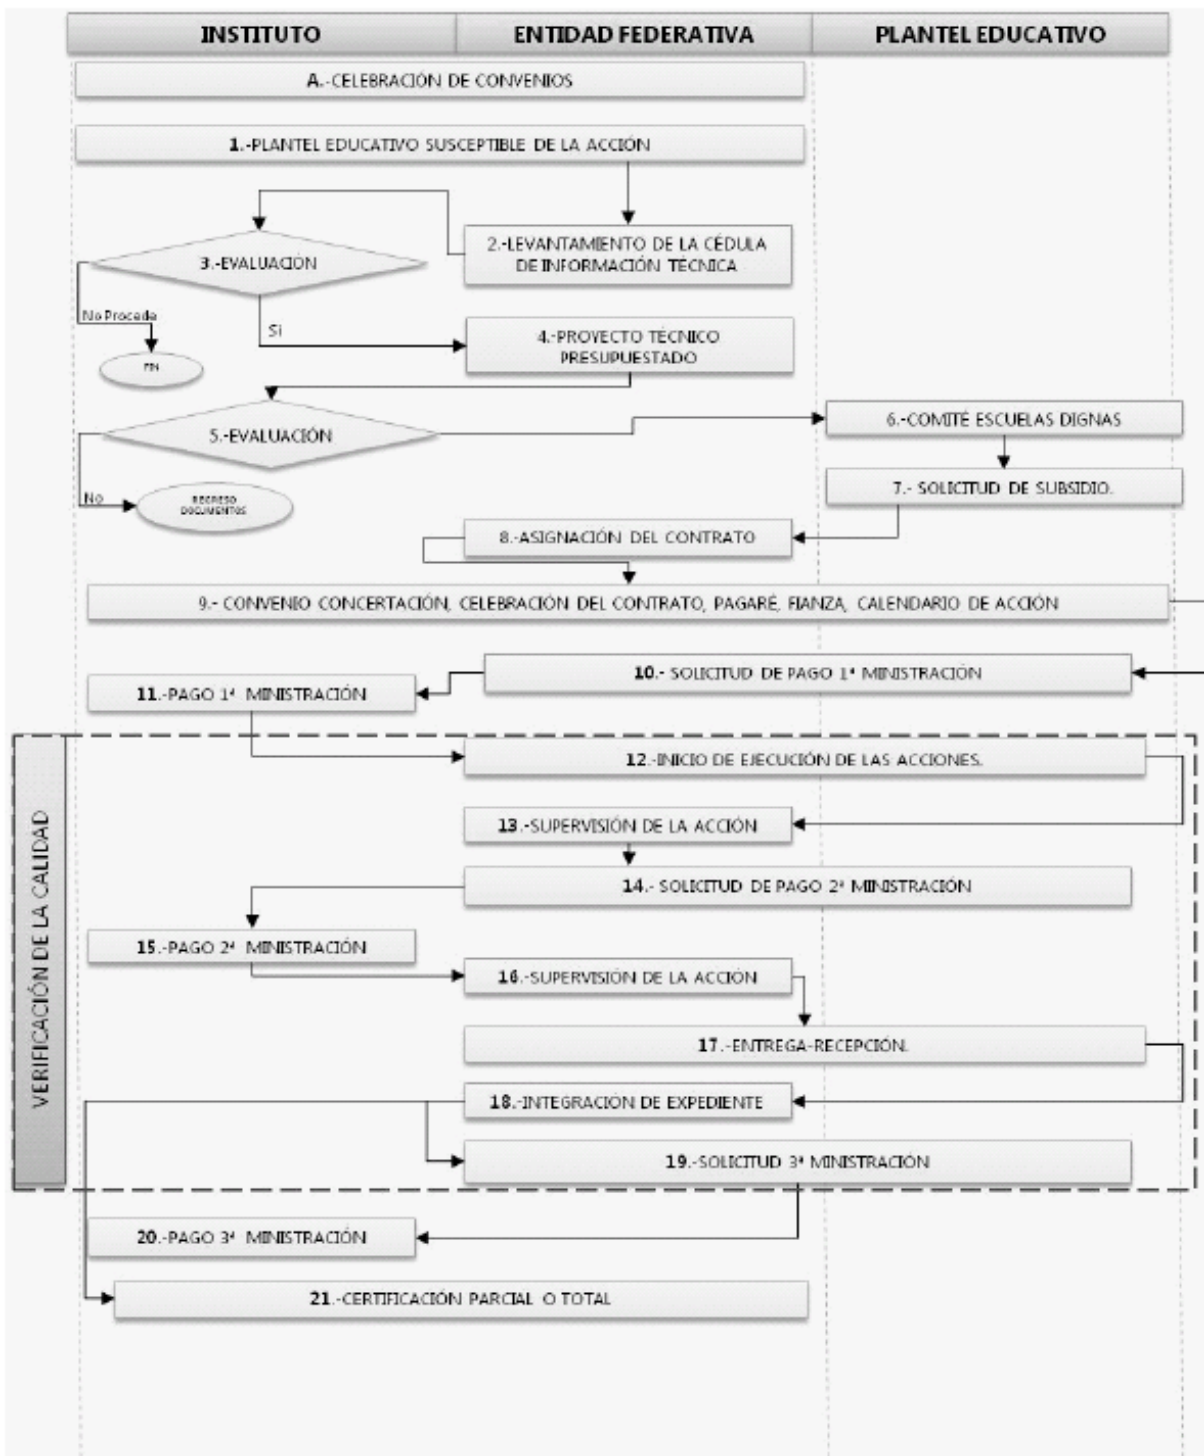 INSTITUTO
ENTIDAD FEDERATIVA
PLANTEL EDUCATIVO
A.-CELEBRACIÓN DE CONVENIOS
1.-PLANTEL EDUCATIVO SUSCEPTIBLE DE LA ACCIÓN
2.-LEVANTAMIENTO DE LA CÉDULA
DE INFORMACIÓN TÉCNICA
3.-EVALUACIÓN
No Procede
Si
FIN
4.-PROYECTO TÉCNICO
PRESUPUESTADO
5.-EVALUACIÓN
No
REGRESO
DOCUMENTOS
6.-COMITÉ ESCUELAS DIGNAS
7.- SOLICITUD DE SUBSIDIO.
8.-ASIGNACIÓN DEL CONTRATO
9.- CONVENIO CONCERTACIÓN, CELEBRACIÓN DEL CONTRATO, PAGARÉ, FIANZA, CALENDARIO DE ACCIÓN
10.- SOLICITUD DE PAGO 1ª MINISTRACIÓN
11.-PAGO 1ª MINISTRACIÓN
VERIFICACIÓN DE LA CALIDAD
12.-INICIO DE EJECUCIÓN DE LAS ACCIONES.
13.-SUPERVISIÓN DE LA ACCIÓN
14.- SOLICITUD DE PAGO 2ª MINISTRACIÓN
15.-PAGO 2ª MINISTRACIÓN
16.-SUPERVISIÓN DE LA ACCIÓN
17.-ENTREGA-RECEPCIÓN.
18.-INTEGRACIÓN DE EXPEDIENTE
19.-SOLICITUD 3ª MINISTRACIÓN
20.-PAGO 3ª MINISTRACIÓN
21.-CERTIFICACIÓN PARCIAL O TOTAL